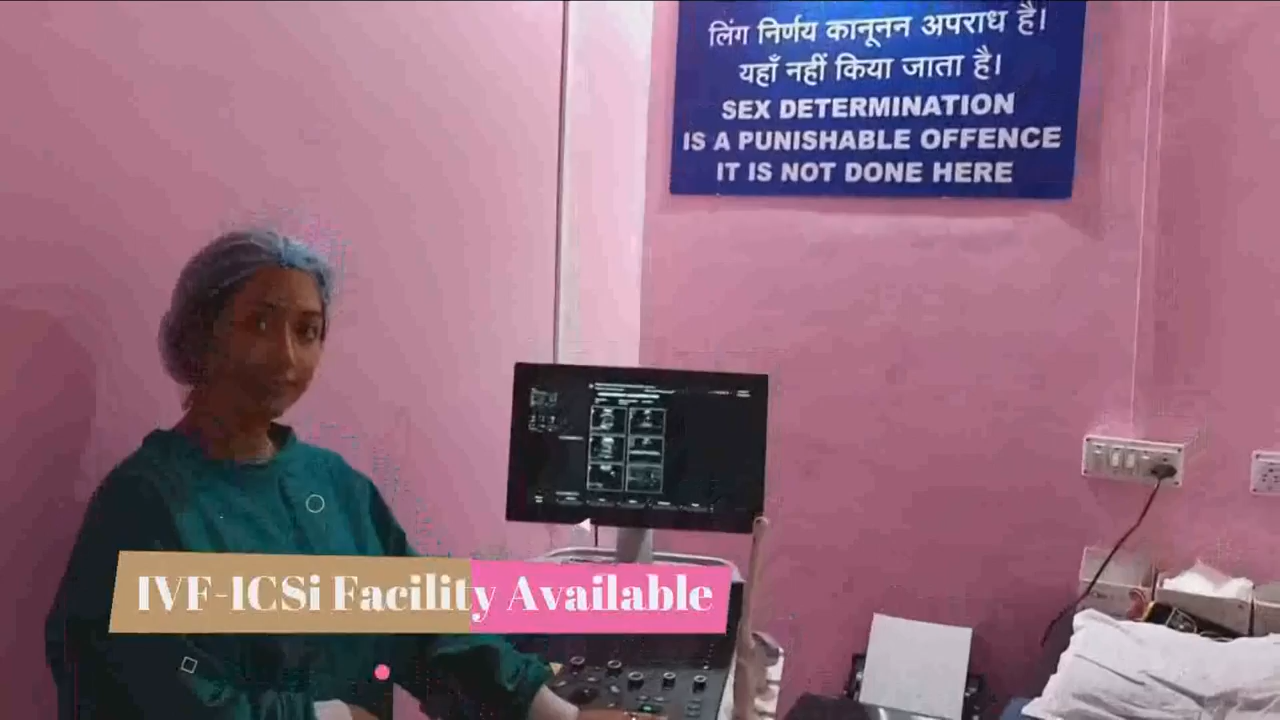 लिंग निर्णय कानूनन अपराध है।
यहाँ नहीं किया जाता है।
SEX DETERMINATION
IS A PUNISHABLE OFFENCE
IT IS NOT DONE HERE
IVF-ICSi Facility Available